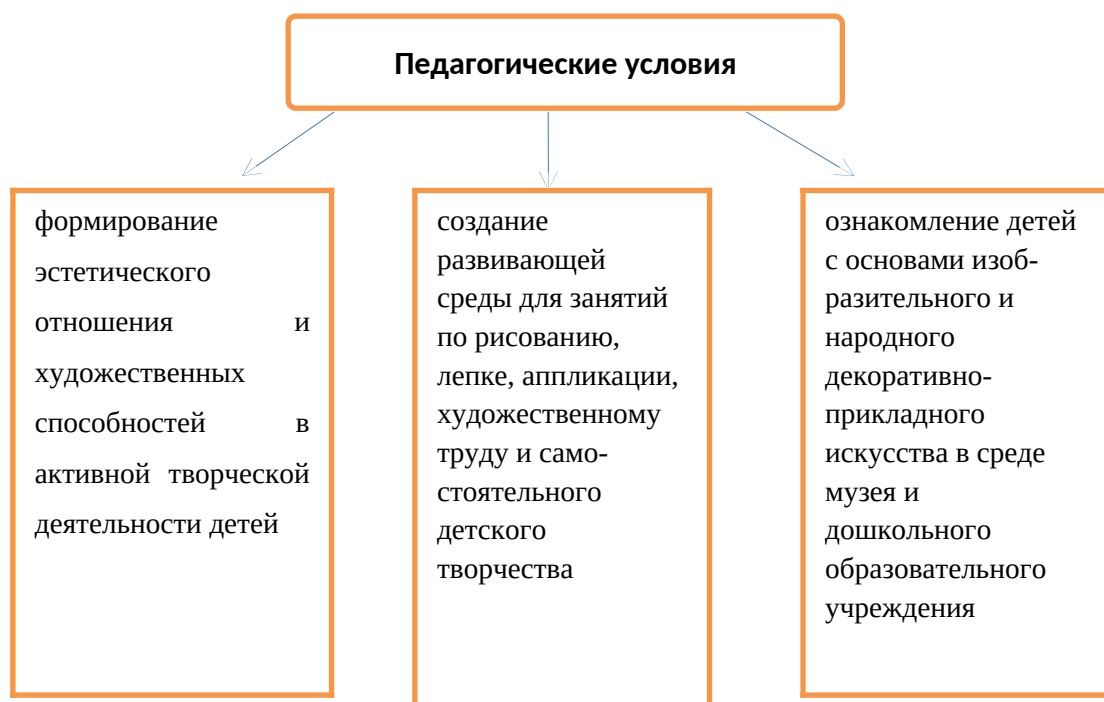 Педагогические условия
формирование
эстетического
отношения и
художественных
способностей в
активной творческой
деятельности детей
создание
развивающей
среды для занятий
по рисованию,
лепке, аппликации,
художественному
труду и само-
стоятельного
детского
творчества
ознакомление детей
с основами изоб-
разительного и
народного
декоративно-
прикладного
искусства в среде
музея и
дошкольного
образовательного
учреждения